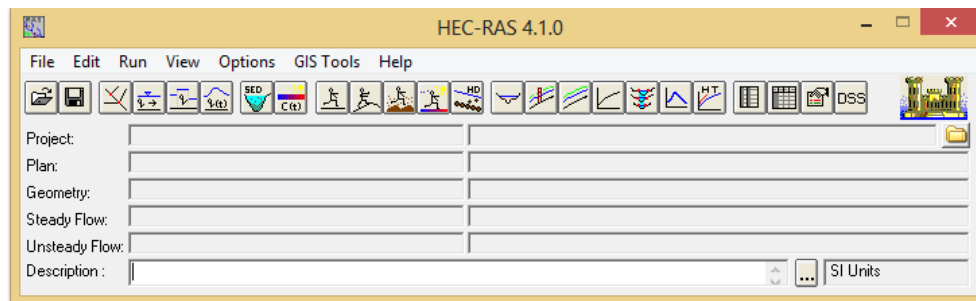 HEC-RAS 4.1.0
File Edit Run View Options GIS Tools Help
SED C(t) HD HT DSS
Project:
Plan:
Geometry:
Steady Flow:
Unsteady Flow:
Description :
... SI Units